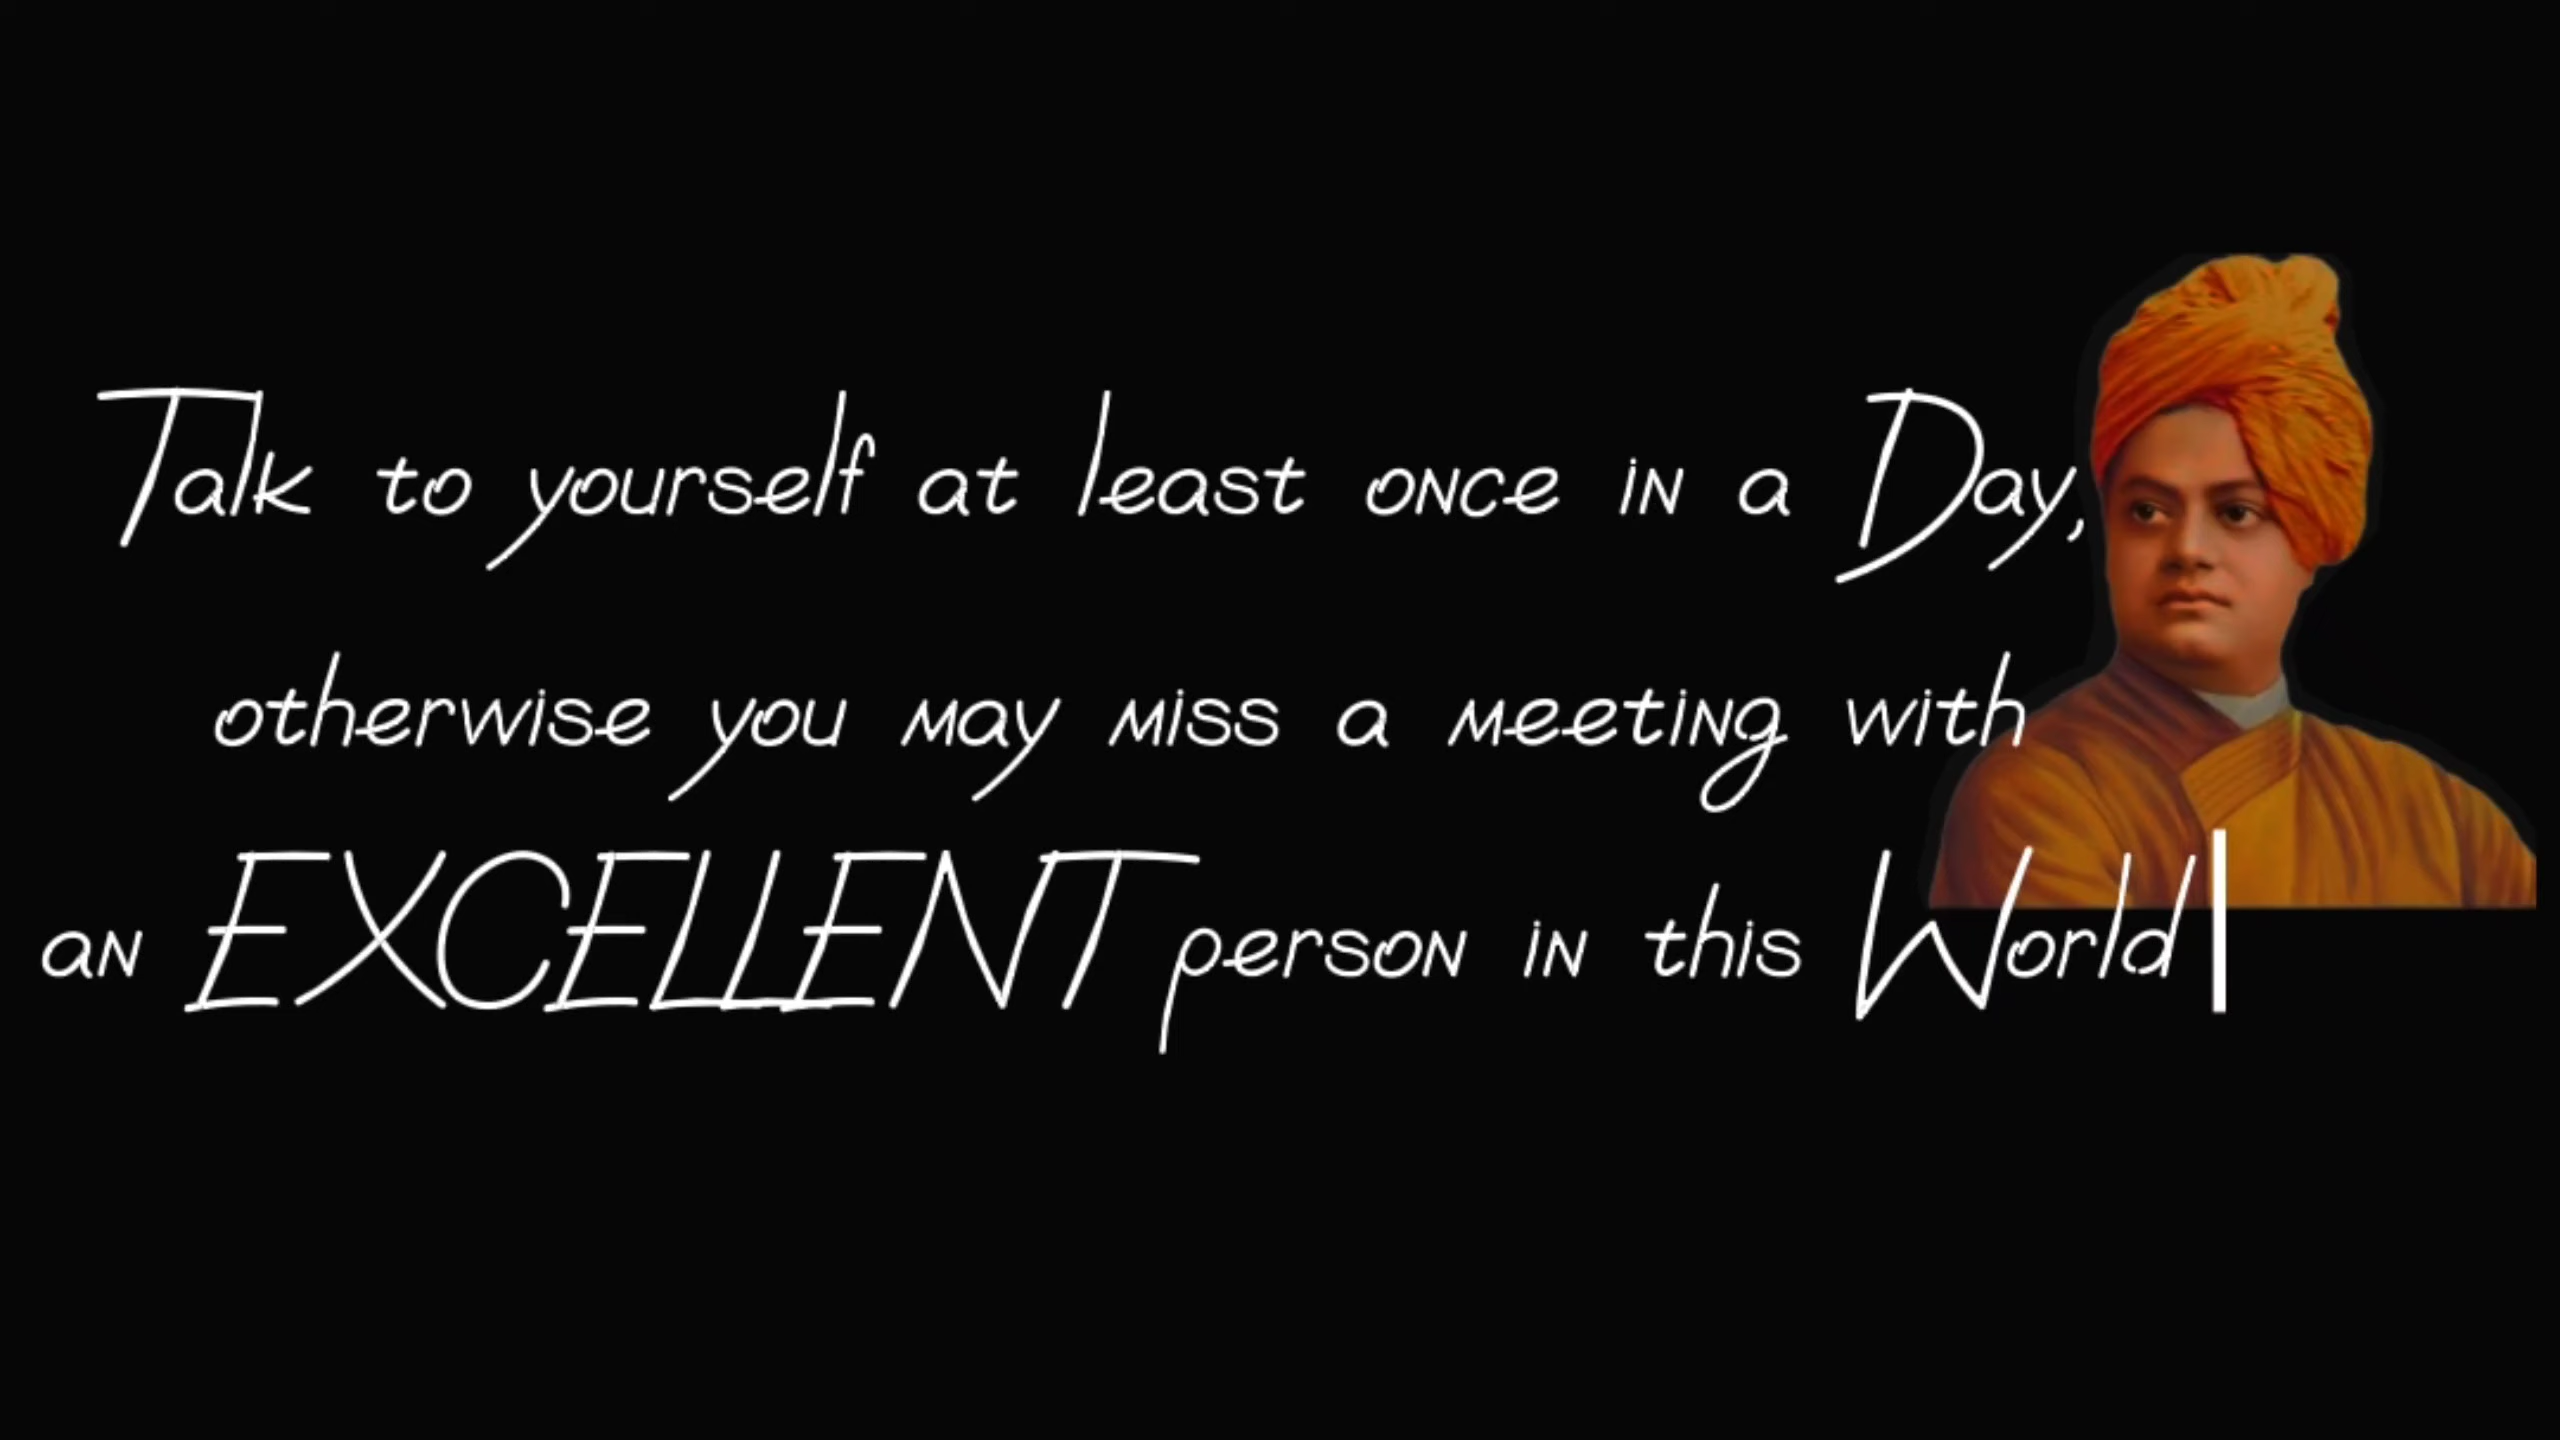 Talk to yourself at least once in a Day,
otherwise you may miss a meeting with
an EXCELLENT person in this World